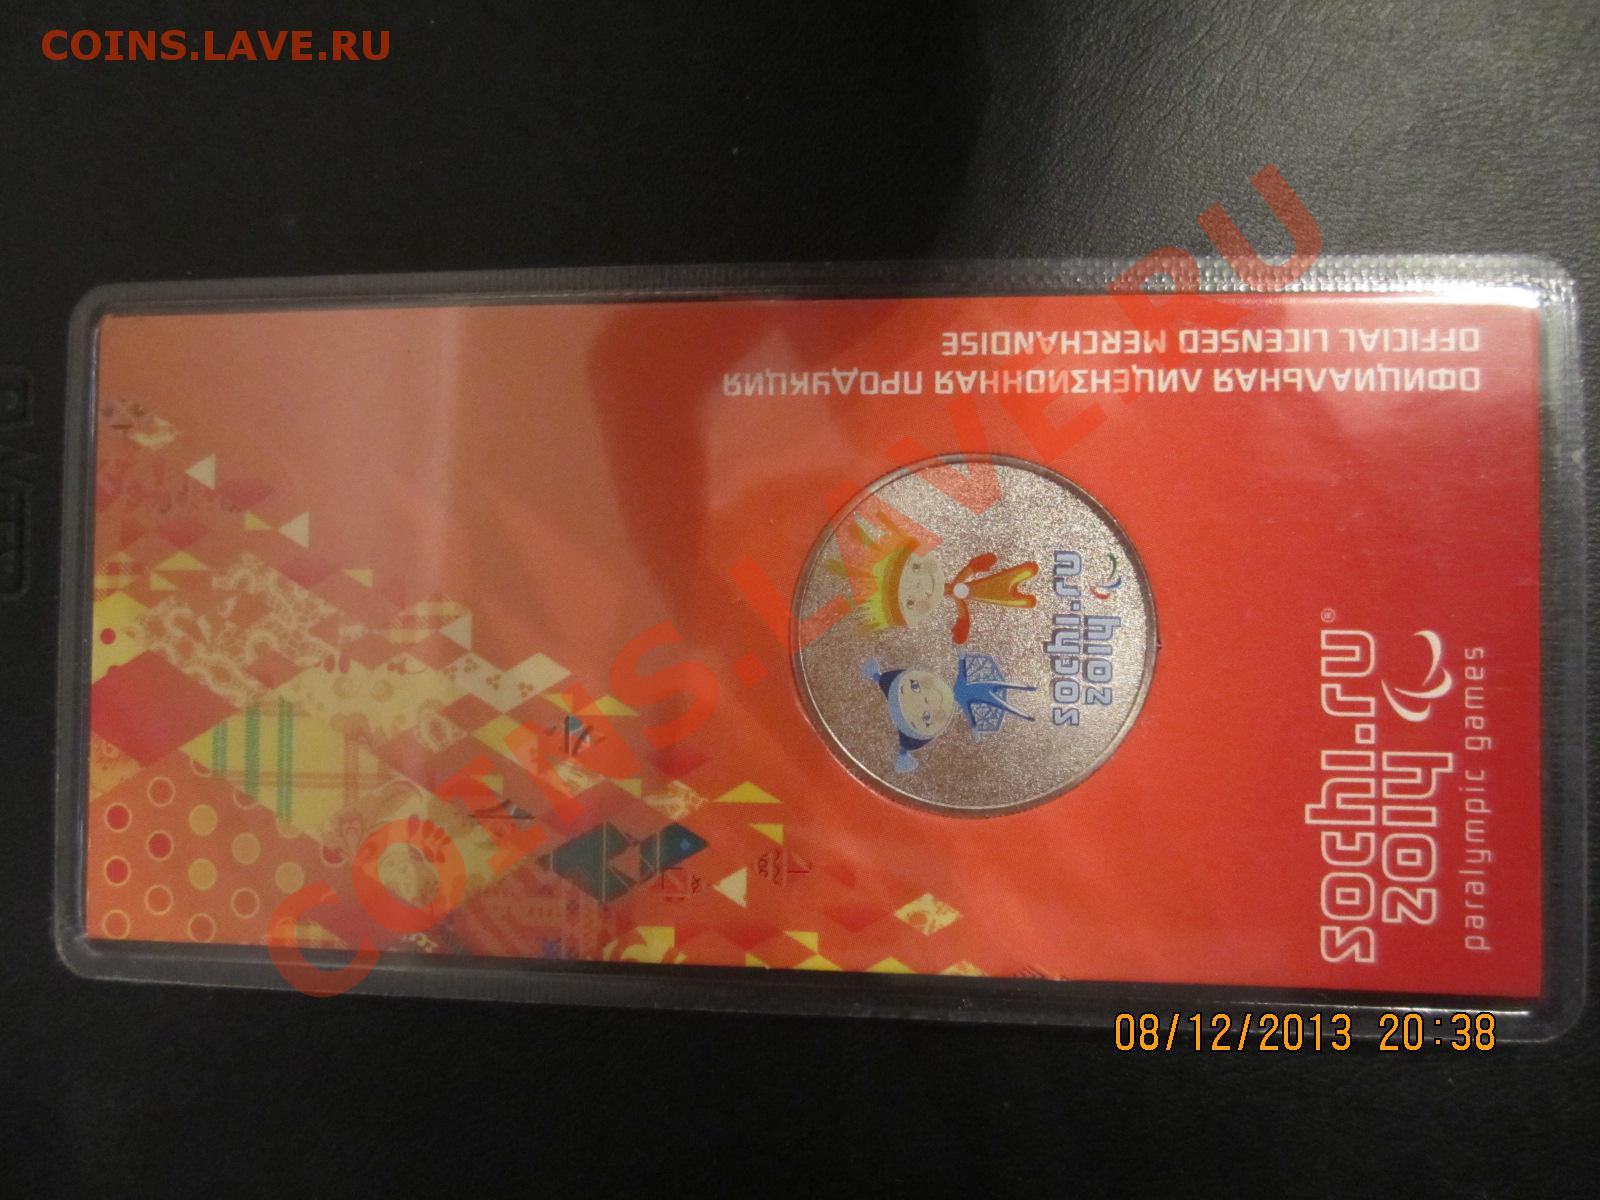 COINS.LAVE.RU
ОФИЦИАЛЬНАЯ ЛИЦЕНЗИОННАЯ ПРОДУКЦИЯ
OFFICIAL LICENSED MERCHANDISE
sochi.ru
2014
sochi.ru®
2014
paralympic games
COINS.LAVE.RU
08/12/2013 20:38